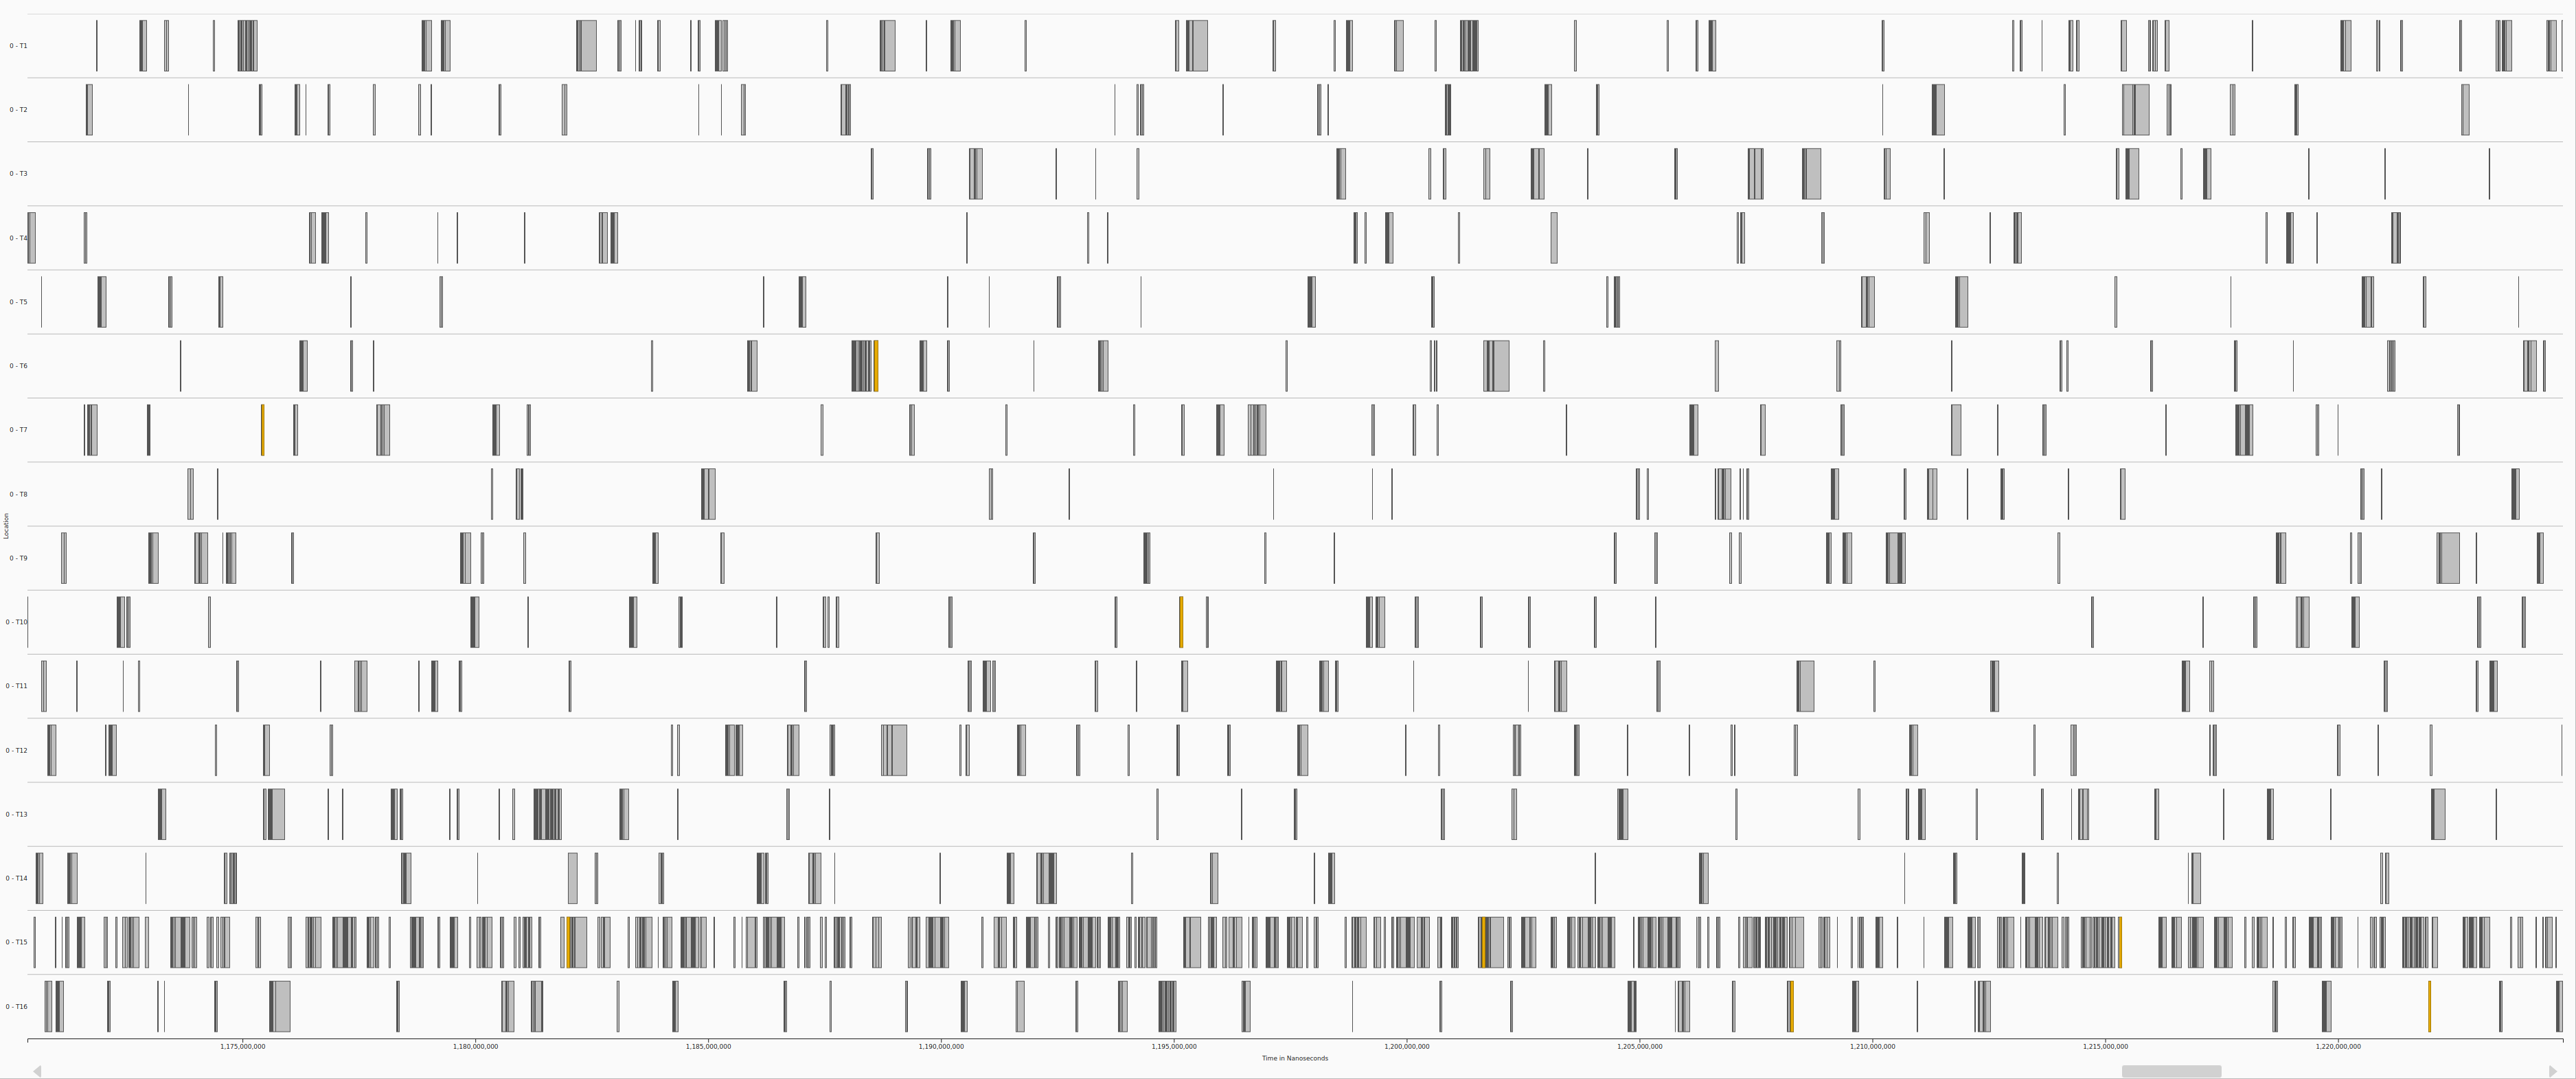 0 - T1
0 - T2
0 - T3
0 - T4
0 - T5
0 - T6
0 - T7
0 - T8
Location
0 - T9
0 - T10
0 - T11
0 - T12
0 - T13
0 - T14
0 - T15
0 - T16
1,175,000,000 1,180,000,000 1,185,000,000 1,190,000,000 1,195,000,000 1,200,000,000 1,205,000,000 1,210,000,000 1,215,000,000 1,220,000,000
Time in Nanoseconds